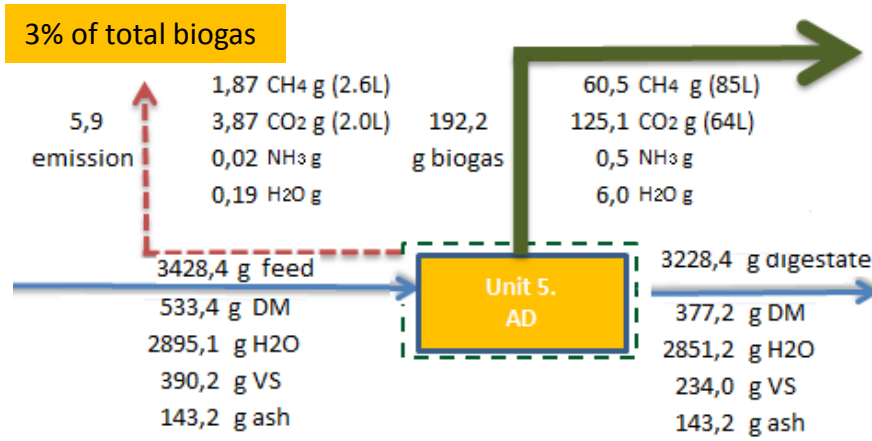 3% of total biogas
5,9
emission
1,87 CH4 g (2.6L)
3,87 CO2 g (2.0L)
0,02 NH3 g
0,19 H2O g
192,2
g biogas
60,5 CH4 g (85L)
125,1 CO2 g (64L)
0,5 NH3 g
6,0 H2O g
3428,4 g feed
533,4 g DM
2895,1 g H2O
390,2 g VS
143,2 g ash
Unit 5.
AD
3228,4 g digestate
377,2 g DM
2851,2 g H2O
234,0 g VS
143,2 g ash